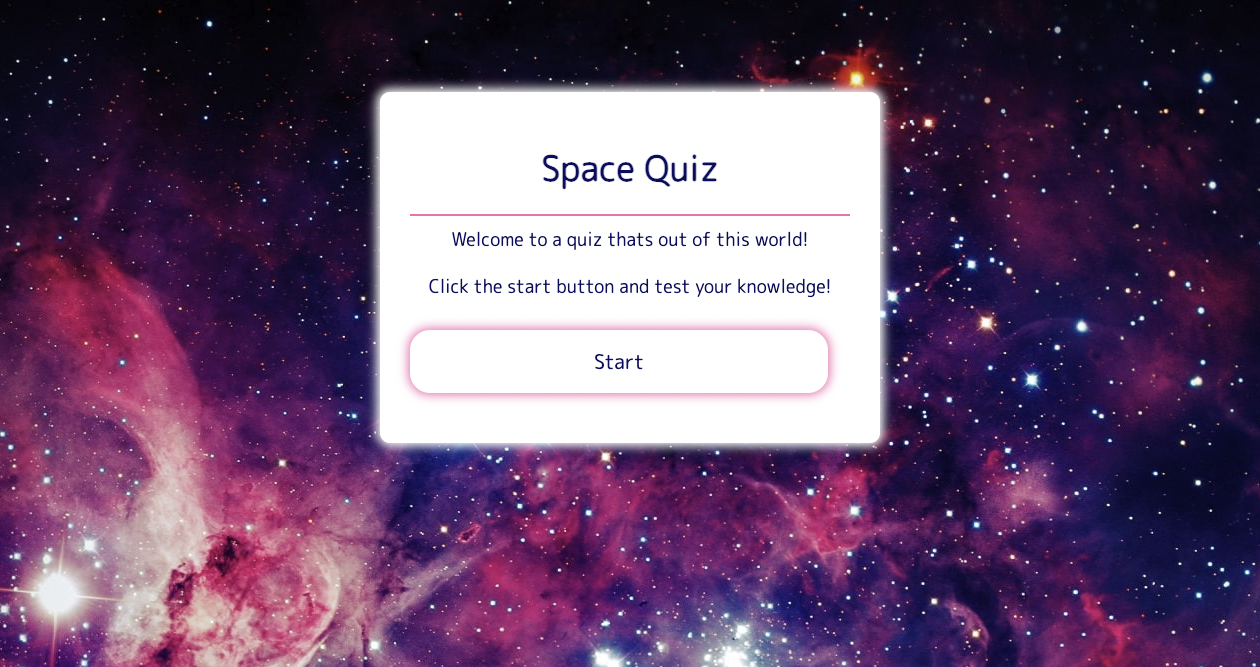 Space Quiz
Welcome to a quiz thats out of this world!
Click the start button and test your knowledge!
Start